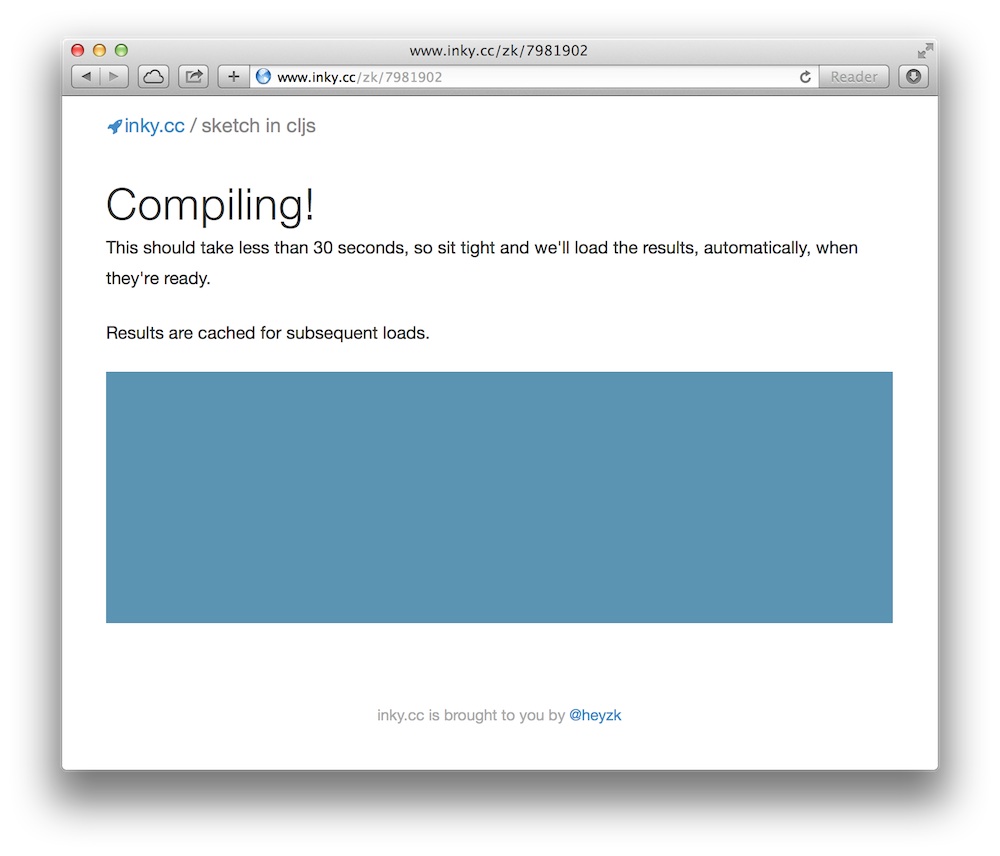 www.inky.cc/zk/7981902
www.inky.cc/zk/7981902
Reader
inky.cc / sketch in cljs
Compiling!
This should take less than 30 seconds, so sit tight and we'll load the results, automatically, when
they're ready.
Results are cached for subsequent loads.
inky.cc is brought to you by @heyzk